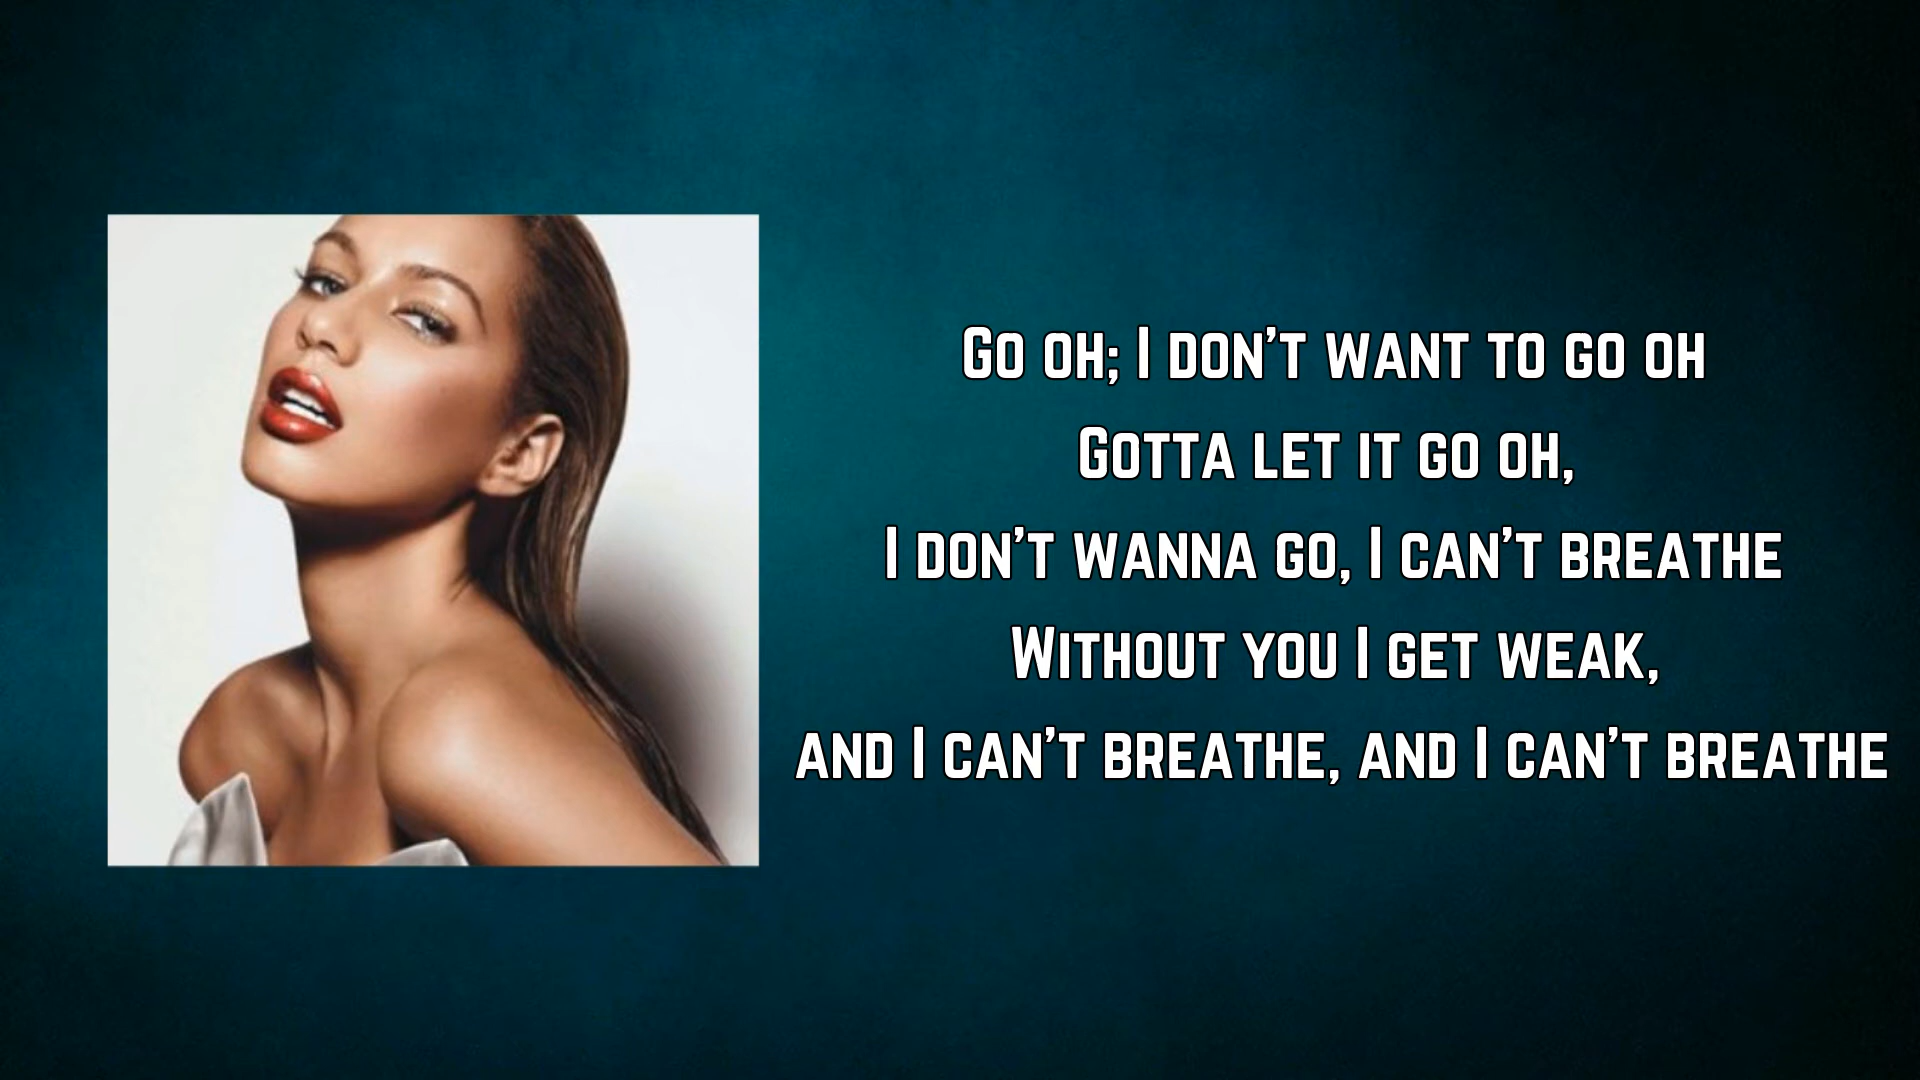 Go oh; I don't want to go oh
Gotta let it go oh,
I don't wanna go, I can't breathe
Without you I get weak,
and I can't breathe, and I can't breathe